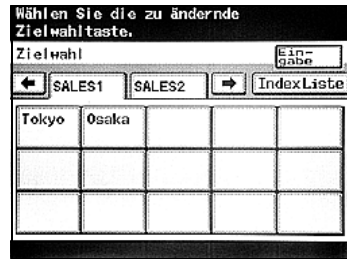 Wählen Sie die zu ändernde
Zielwahltaste.
Zielwahl
Ein-
gabe
SALES1 SALES2 IndexListe
Tokyo Osaka